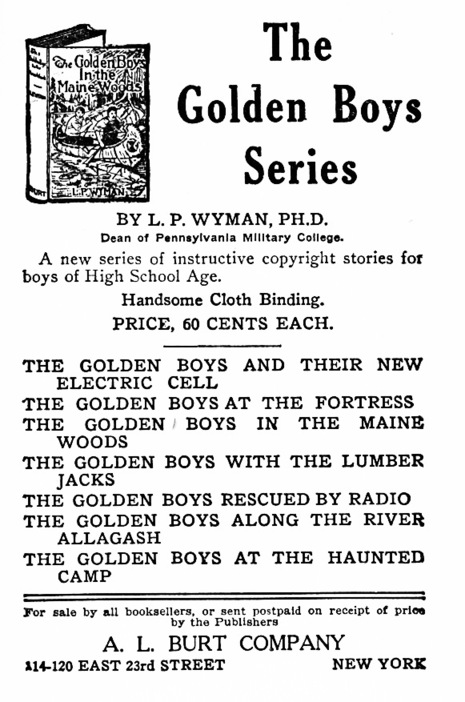 The Golden Boys
In the
Maine Woods
BURT
L.P. WYMAN
The
Golden Boys
Series
BY L. P. WYMAN, PH.D.
Dean of Pennsylvania Military College.
A new series of instructive copyright stories for
boys of High School Age.
Handsome Cloth Binding.
PRICE, 60 CENTS EACH.
THE GOLDEN BOYS AND THEIR NEW
ELECTRIC CELL
THE GOLDEN BOYS AT THE FORTRESS
THE GOLDEN BOYS IN THE MAINE
WOODS
THE GOLDEN BOYS WITH THE LUMBER
JACKS
THE GOLDEN BOYS RESCUED BY RADIO
THE GOLDEN BOYS ALONG THE RIVER
ALLAGASH
THE GOLDEN BOYS AT THE HAUNTED
CAMP
For sale by all booksellers, or sent postpaid on receipt of price
by the Publishers
A. L. BURT COMPANY
114-120 EAST 23rd STREET NEW YORK